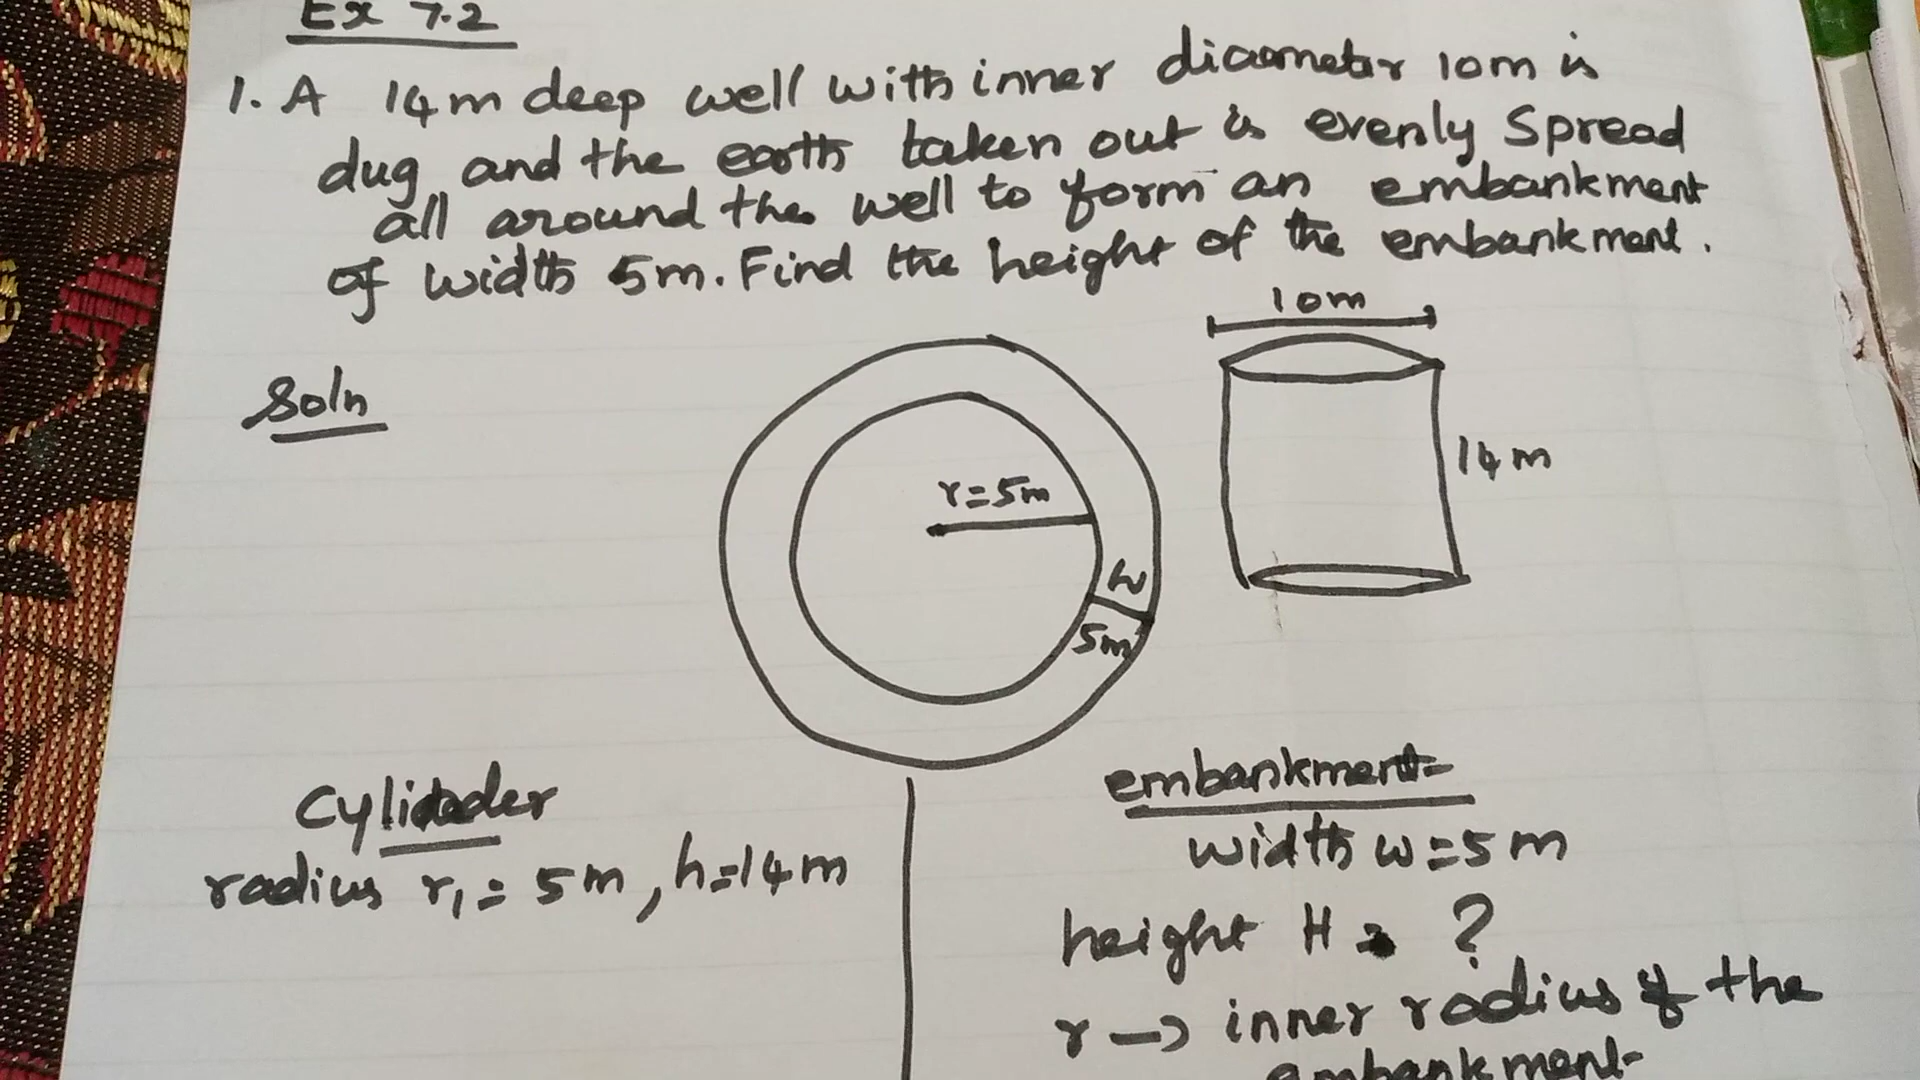 Ex 7.2
1. A 14m deep well with inner diameter 10m is
dug and the earth taken out is evenly spread
all around the well to form an embankment
of width 5m. Find the height of the embankment.
10m
Soln
14m
r=5m
w
5m
Cylinder
radius r₁ = 5m, h=14m
embankment
width w=5m
height H = ?
r → inner radius of the
embankment